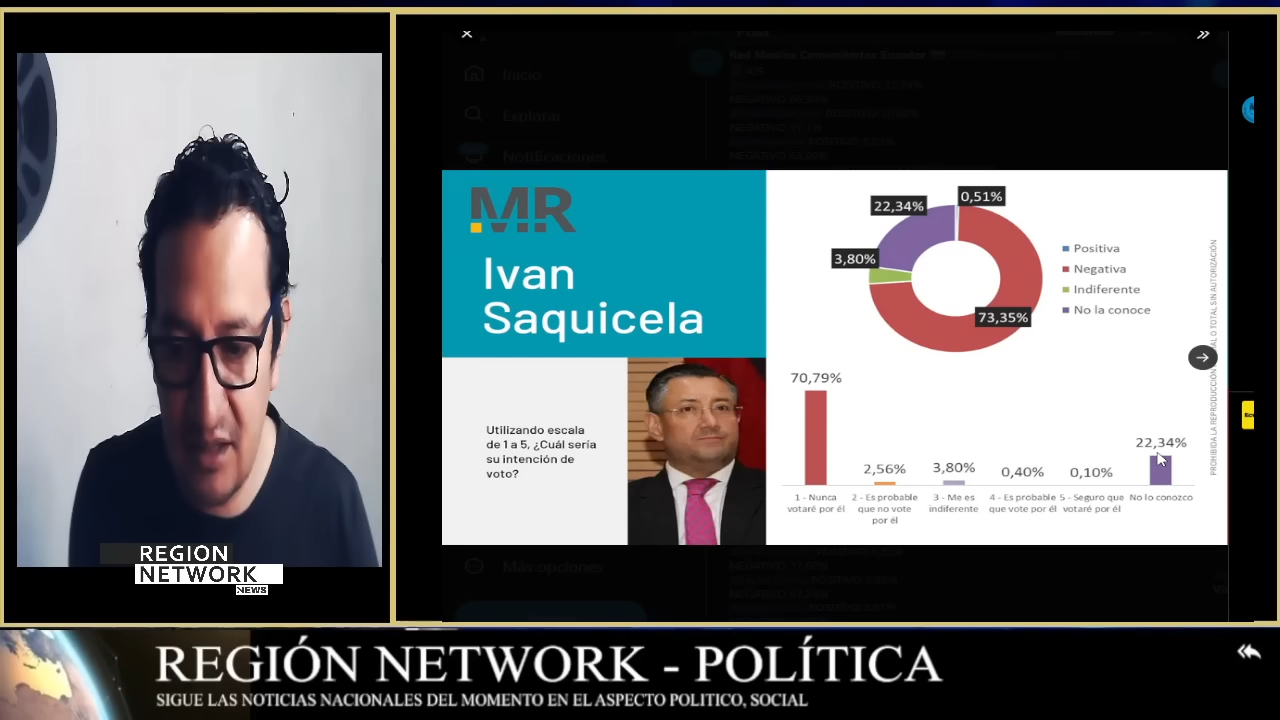 Red Medios Comunitarios Ecuador
Inicio
Explorar
Notificaciones
MR
Ivan
Saquicela
Utilizando escala
de 1 a 5, ¿Cuál sería
su intención de
voto?
22,34%
0,51%
3,80%
73,35%
Positiva
Negativa
Indiferente
No la conoce
70,79%
2,56%
3,80%
0,40%
0,10%
22,34%
1 - Nunca votaré por él
2 - Es probable que no vote por él
3 - Me es indiferente
4 - Es probable que vote por él
5 - Seguro que votaré por él
No lo conozco
Más opciones
REGION
NETWORK
NEWS
REGIÓN NETWORK - POLÍTICA
SIGUE LAS NOTICIAS NACIONALES DEL MOMENTO EN EL ASPECTO POLITICO, SOCIAL